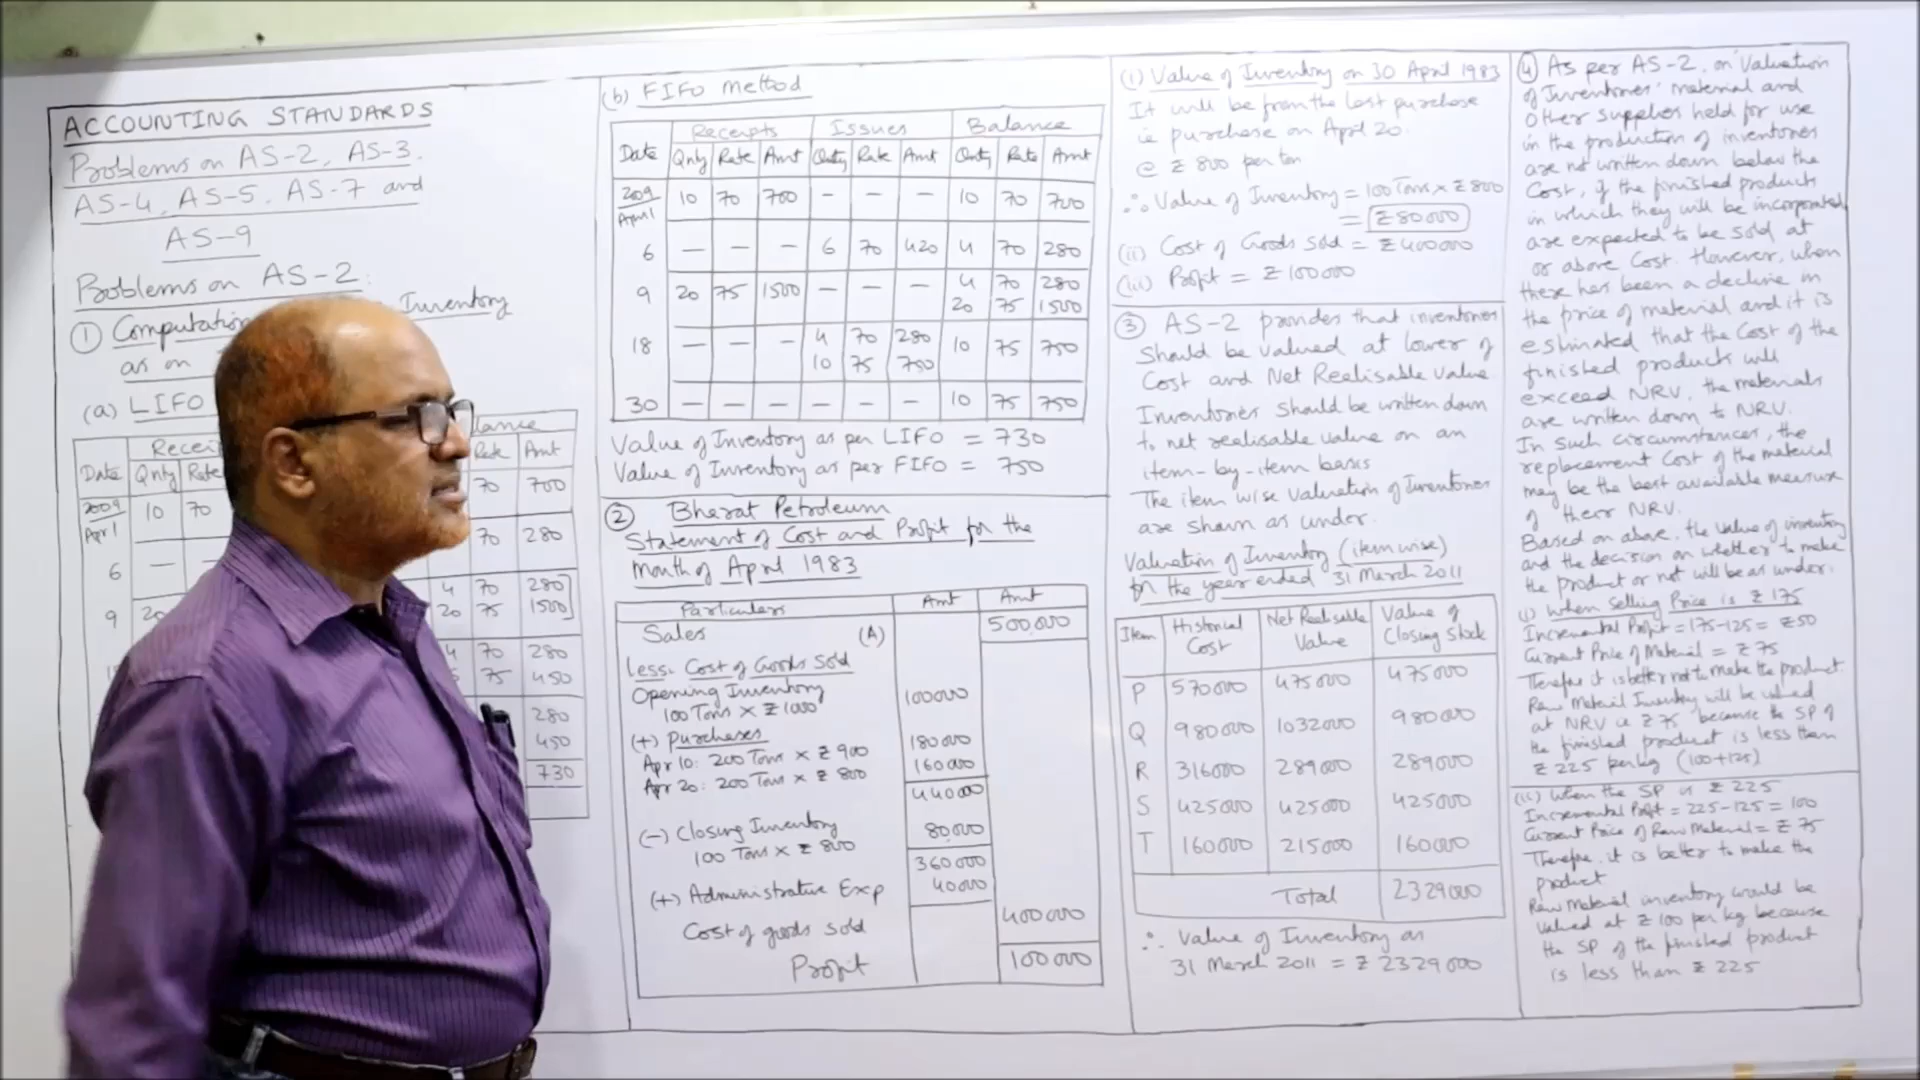 ACCOUNTING STANDARDS
Problems on AS-2, AS-3,
AS-4, AS-5, AS-7 and
AS-9
Problems on AS-2:
① Computation Inventory
as on
(a) LIFO
Recei lance
Date Qnty Rate Rate Amt
2009 April 10 70 70 700
6 — — 70 280
9 20 4 70 280
20 75 1500
4 70 280
75 450
280
450
730
(b) FIFO method
Receipts Issues Balance
Date Qnty Rate Amt Qnty Rate Amt Qnty Rate Amt
2009 April 10 70 700 — — — 10 70 700
6 — — — 6 70 420 4 70 280
9 20 75 1500 — — — 4 70 280
20 75 1500
18 — — — 4 70 280 10 75 750
10 75 750
30 — — — — — — 10 75 750
Value of Inventory as per LIFO = 730
Value of Inventory as per FIFO = 750
② Bharat Petroleum
Statement of Cost and Profit for the
Month of April 1983
Particulars Amt Amt
Sales (A) 500000
Less: Cost of Goods Sold
Opening Inventory
100 Tons × ₹1000 100000
(+) Purchases
Apr 10: 200 Tons × ₹ 900 180000
Apr 20: 200 Tons × ₹ 800 160000
440000
(-) Closing Inventory 80000
100 Tons × ₹ 800
360000
(+) Administrative Exp 40000
Cost of goods sold 400000
Profit 100000
(i) Value of Inventory on 30 April 1983
It will be from the last purchase
ie purchase on April 20.
@ ₹ 800 per ton
∴ Value of Inventory = 100 Tons × ₹800
= ₹80000
(ii) Cost of Goods Sold = ₹400000
(iii) Profit = ₹100000
③ AS-2 provides that inventories
Should be valued at lower of
Cost and Net Realisable value
Inventories should be written down
to net realisable value on an
item-by-item basis
The item wise valuation of Inventories
are shown as under.
Valuation of Inventory (item wise)
for the year ended 31 March 2011
Item Historical Cost Net Realisable Value Value of Closing Stock
P 570000 475000 475000
Q 980000 1032000 980000
R 316000 289000 289000
S 425000 425000 425000
T 160000 215000 160000
Total 2329000
∴ Value of Inventory as
31 March 2011 = ₹ 2329000
④ As per AS-2, on 'Valuation
of Inventories' material and
Other supplies held for use
in the production of inventories
are not written down below the
Cost, if the finished products
in which they will be incorporated
are expected to be sold at
or above Cost. However, when
there has been a decline in
the price of material and it is
estimated that the Cost of the
finished products will
exceed NRV, the materials
are written down to NRV.
In such circumstances, the
replacement Cost of the material
may be the best available measure
of their NRV.
Based on above, the value of inventory
and the decision on whether to make
the product or not will be as under:
(i) When Selling Price is ₹ 175
Incremental Profit = 175-125 = ₹50
Current Price of Material = ₹ 75
Therefore it is better not to make the product.
Raw Material Inventory will be valued
at NRV ie ₹ 75 because the SP of
the finished product is less than
₹ 225 per kg (100+125)
(ii) When the SP is ₹ 225
Incremental Profit = 225-125 = 100
Current Price of Raw Material = ₹ 75
Therefore, it is better to make the
product
Raw Material inventory would be
valued at ₹ 100 per kg because
the SP of the finished product
is less than ₹ 225